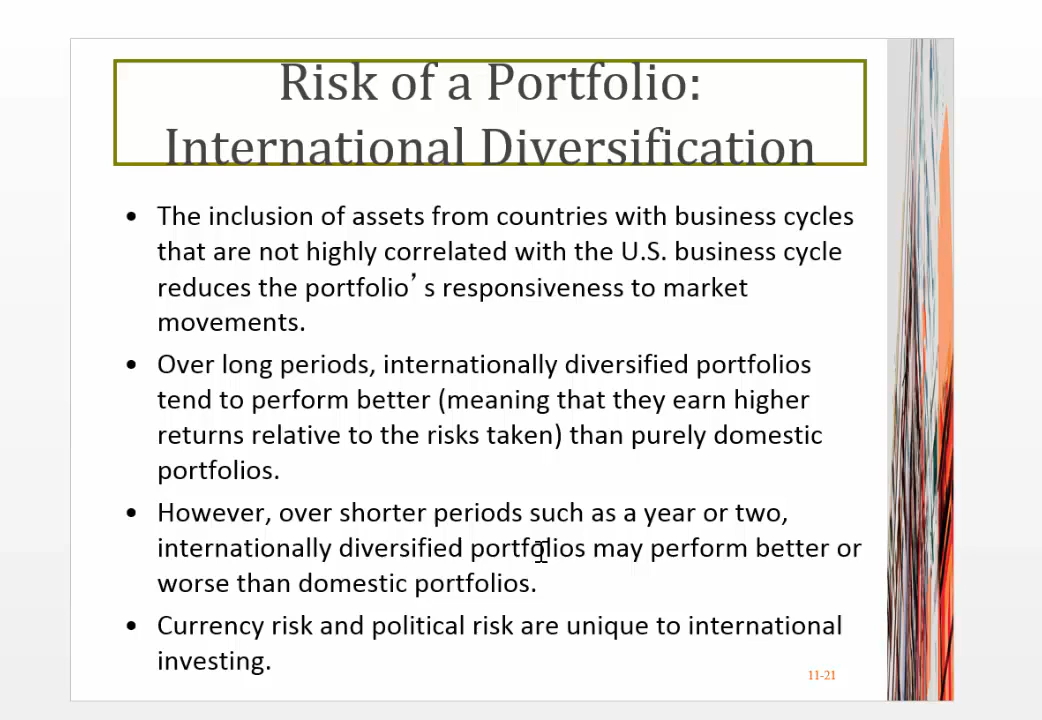 Risk of a Portfolio:
International Diversification
• The inclusion of assets from countries with business cycles
that are not highly correlated with the U.S. business cycle
reduces the portfolio’s responsiveness to market
movements.
• Over long periods, internationally diversified portfolios
tend to perform better (meaning that they earn higher
returns relative to the risks taken) than purely domestic
portfolios.
• However, over shorter periods such as a year or two,
internationally diversified portfolios may perform better or
worse than domestic portfolios.
• Currency risk and political risk are unique to international
investing.
11-21